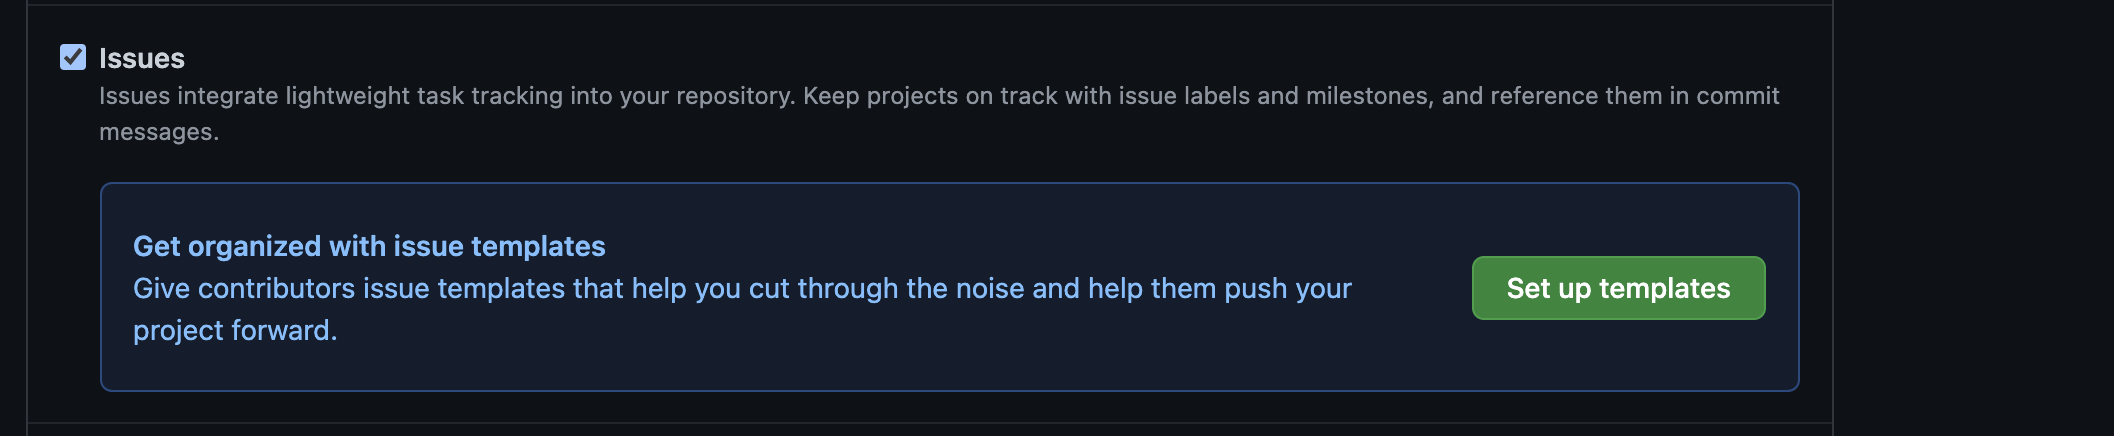 Issues
Issues integrate lightweight task tracking into your repository. Keep projects on track with issue labels and milestones, and reference them in commit
messages.
Get organized with issue templates
Give contributors issue templates that help you cut through the noise and help them push your
project forward.
Set up templates